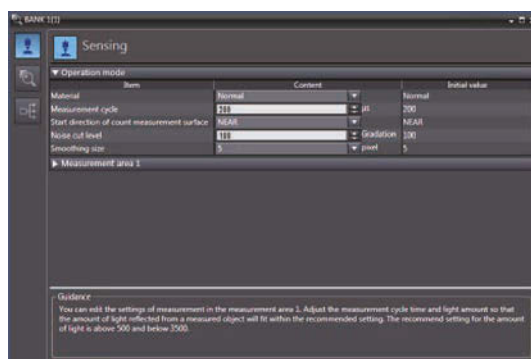 BANK 1(1)
Sensing
▼ Operation mode
Item Content Initial value
Material Normal Normal
Measurement cycle 200 µs 200
Start direction of count measurement surface NEAR NEAR
Noise cut level 100 Gradation 100
Smoothing size 5 pixel 5
▶ Measurement area 1
Guidance
You can edit the settings of measurement in the measurement area 1. Adjust the measurement cycle time and light amount so that
the amount of light reflected from a measured object will fit within the recommended setting. The recommend setting for the amount
of light is above 500 and below 3500.